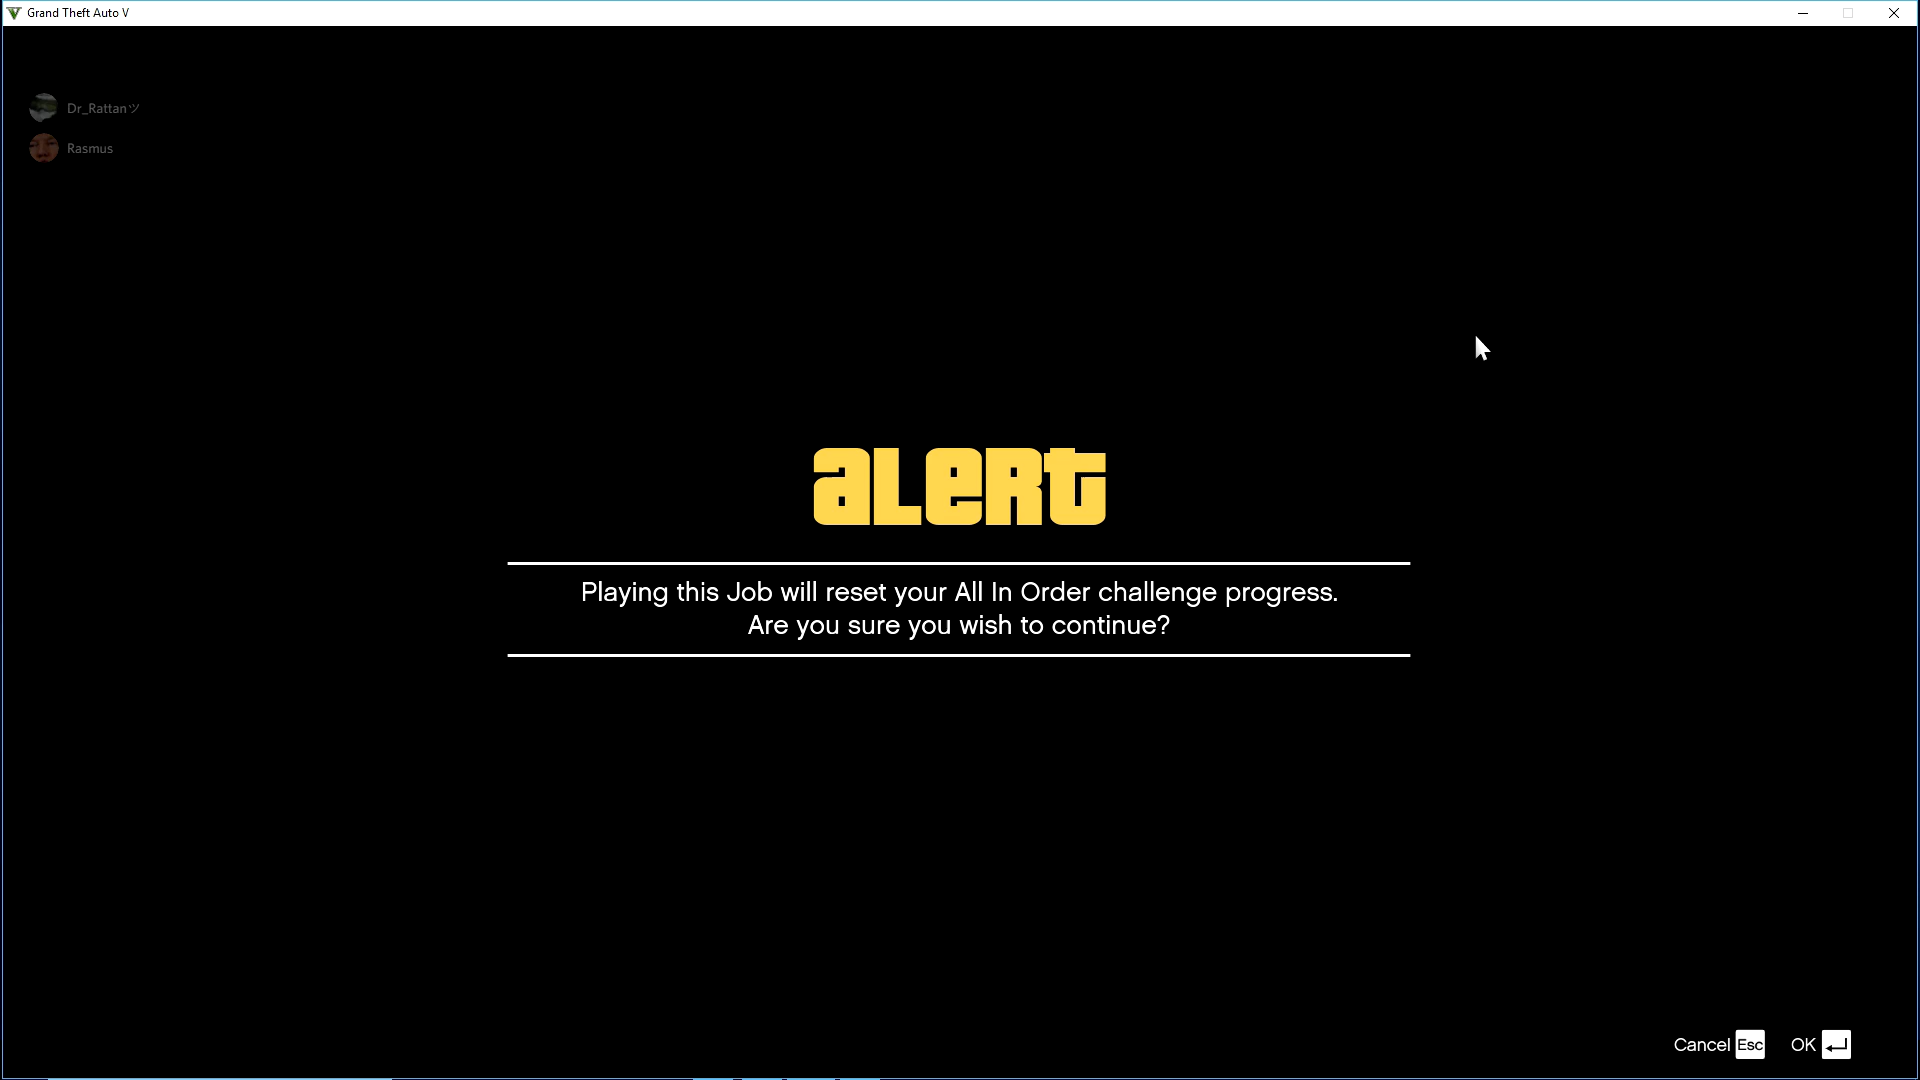 Grand Theft Auto V
Dr_Rattanツ
Rasmus
aLeRt
Playing this Job will reset your All In Order challenge progress.
Are you sure you wish to continue?
Cancel Esc OK